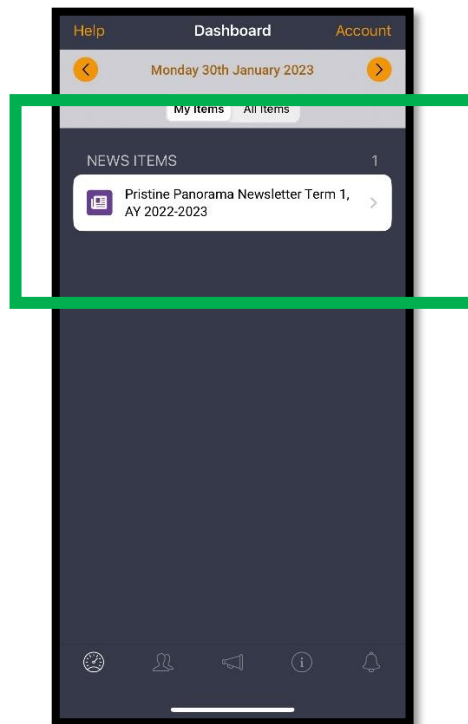 Help Dashboard Account
Monday 30th January 2023
My Items All Items
NEWS ITEMS 1
Pristine Panorama Newsletter Term 1,
AY 2022-2023